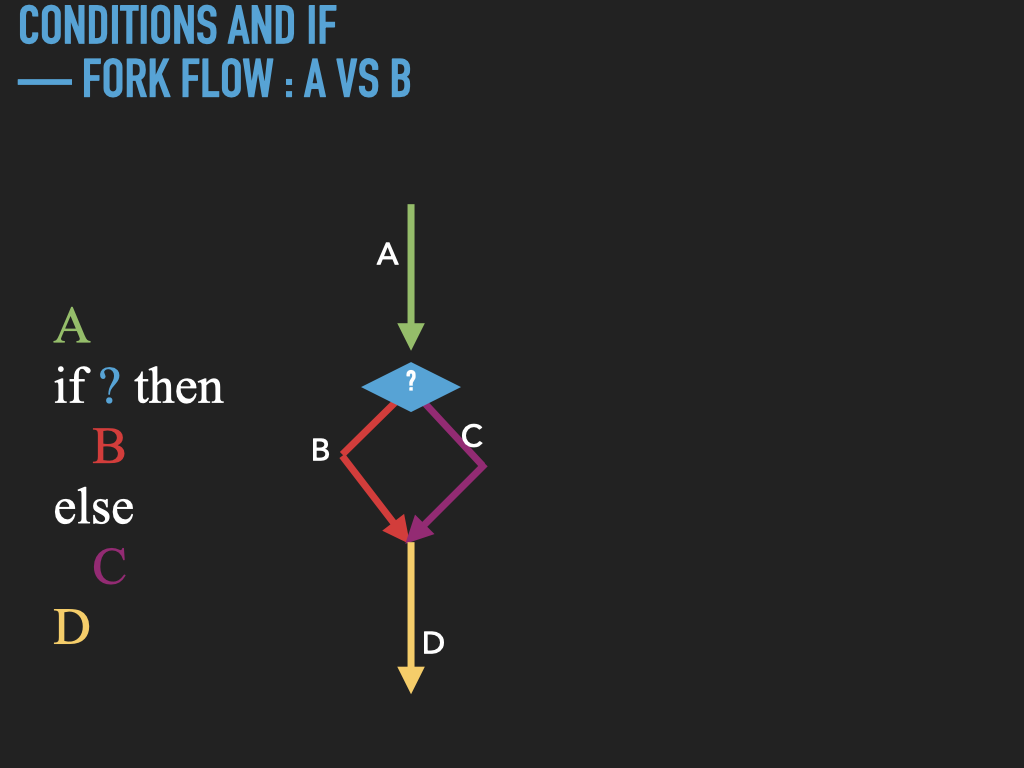 CONDITIONS AND IF
— FORK FLOW : A VS B
A
if ? then
B
else
C
D
A
?
B
C
D